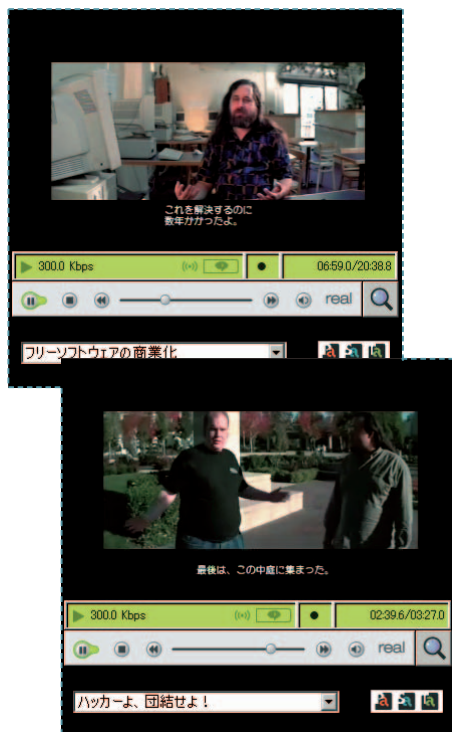 これを解決するのに
数年かかったよ。
300.0 Kbps
06:59.0/20:38.8
real
フリーソフトウェアの商業化
最後は、この中庭に集まった。
300.0 Kbps
02:39.6/03:27.0
real
ハッカーよ、団結せよ！